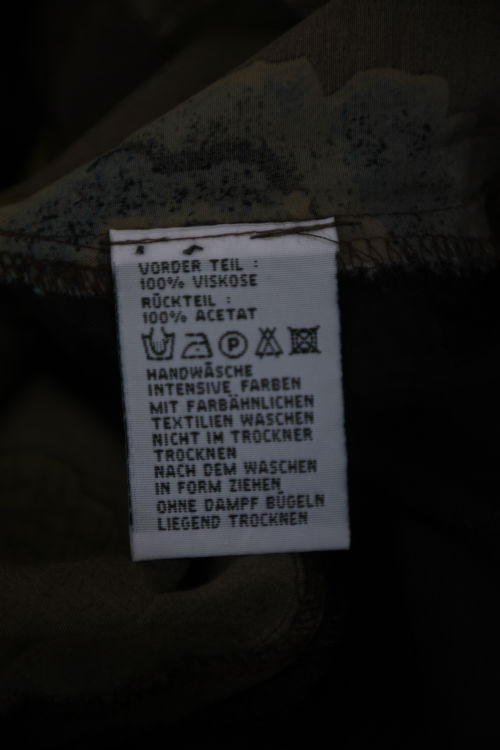 VORDER TEIL :
100% VISKOSE
RÜCKTEIL :
100% ACETAT
P
HANDWÄSCHE
INTENSIVE FARBEN
MIT FARBÄHNLICHEN
TEXTILIEN WASCHEN
NICHT IM TROCKNER
TROCKNEN
NACH DEM WASCHEN
IN FORM ZIEHEN
OHNE DAMPF BÜGELN
LIEGEND TROCKNEN